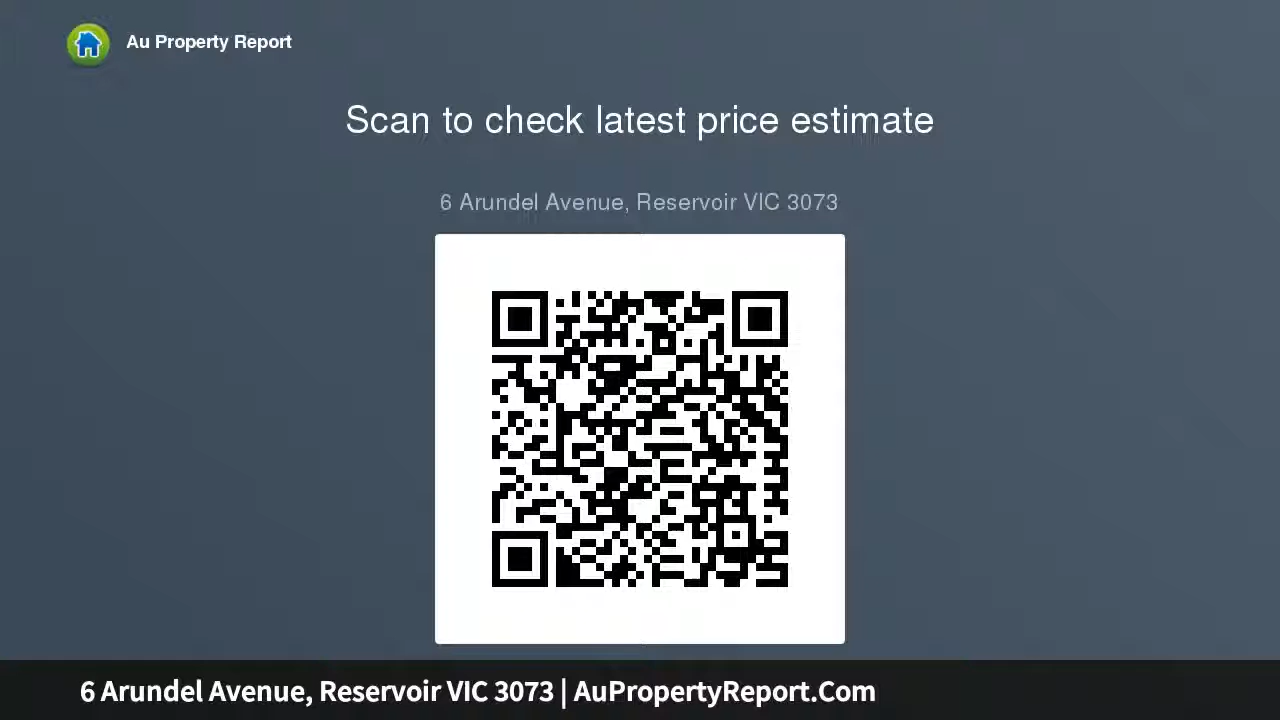 Au Property Report
Scan to check latest price estimate
6 Arundel Avenue, Reservoir VIC 3073
6 Arundel Avenue, Reservoir VIC 3073 | AuPropertyReport.Com